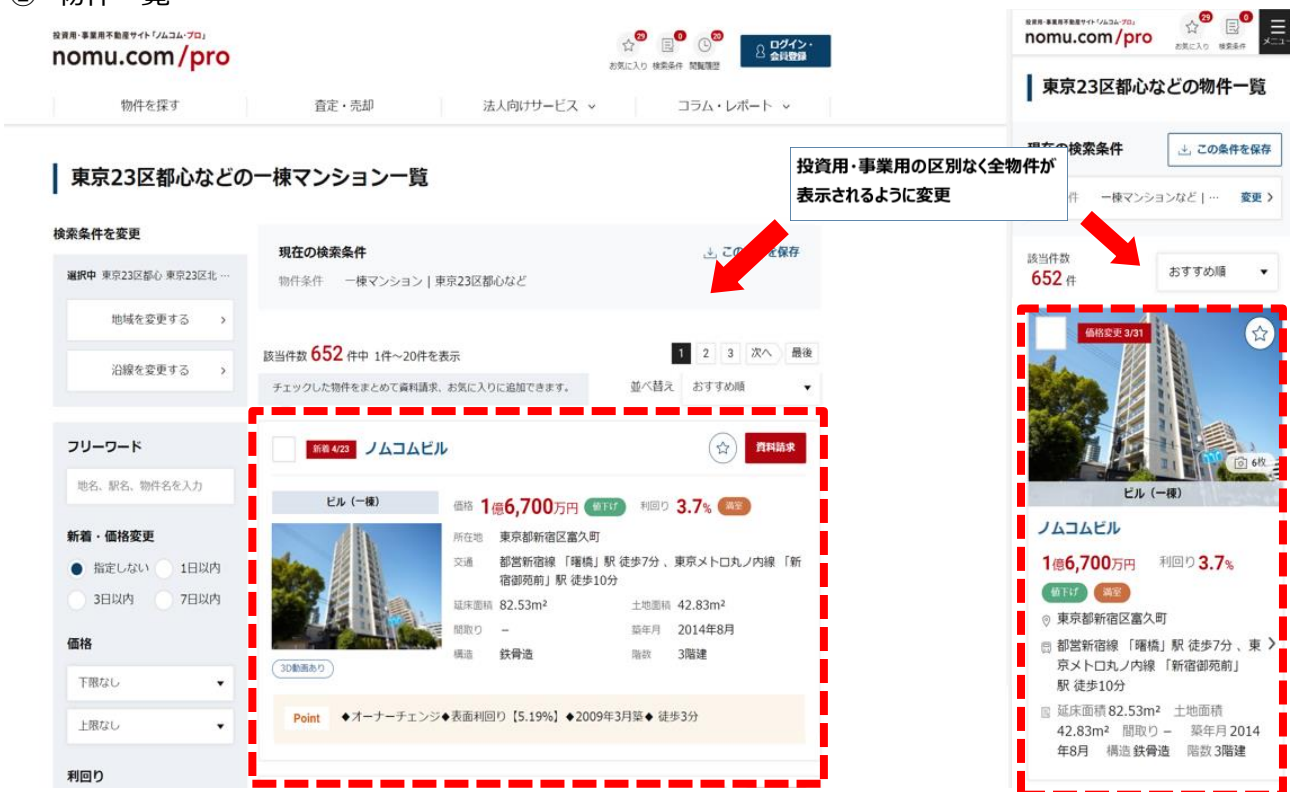 物件一覧
投資用・事業用不動産サイト「ノムコム・プロ」
nomu.com/pro
29
0
20
お気に入り 検索条件 閲覧履歴
ログイン・
会員登録
物件を探す
査定・売却
法人向けサービス
コラム・レポート
東京23区都心などの一棟マンション一覧
投資用・事業用の区別なく全物件が
表示されるように変更
検索条件を変更
選択中 東京23区都心 東京23区北 …
地域を変更する
沿線を変更する
フリーワード
地名、駅名、物件名を入力
新着・価格変更
指定しない 1日以内
3日以内 7日以内
価格
下限なし
上限なし
利回り
現在の検索条件
を保存
物件条件 一棟マンション | 東京23区都心など
該当件数 652 件中 1件～20件を表示
1 2 3 次へ 最後
チェックした物件をまとめて資料請求、お気に入りに追加できます。
並べ替え おすすめ順
新着 4/23 ノムコムビル
資料請求
ビル（一棟）
価格 1億6,700万円 値下げ 利回り 3.7% 満室
所在地 東京都新宿区富久町
交通 都営新宿線 「曙橋」駅 徒歩7分 、東京メトロ丸ノ内線 「新
宿御苑前」駅 徒歩10分
延床面積 82.53m² 土地面積 42.83m²
間取り － 築年月 2014年8月
構造 鉄骨造 階数 3階建
3D動画あり
Point ◆オーナーチェンジ◆表面利回り【5.19%】◆2009年3月築◆ 徒歩3分
投資用・事業用不動産サイト「ノムコム・プロ」
nomu.com/pro
29
0
お気に入り 検索条件
メニュー
東京23区都心などの物件一覧
検索条件
この条件を保存
件 一棟マンションなど | … 変更
該当件数
652 件
おすすめ順
価格変更 3/31
6枚
ビル（一棟）
ノムコムビル
1億6,700万円 利回り 3.7%
値下げ 満室
東京都新宿区富久町
都営新宿線 「曙橋」駅 徒歩7分 、東
京メトロ丸ノ内線 「新宿御苑前」
駅 徒歩10分
延床面積 82.53m² 土地面積
42.83m² 間取り － 築年月 2014
年8月 構造 鉄骨造 階数 3階建